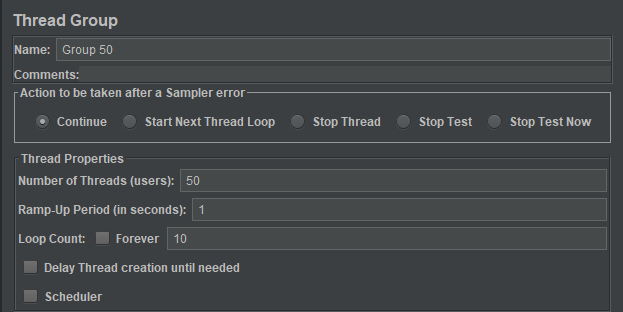 Thread Group
Name: Group 50
Comments:
Action to be taken after a Sampler error
Continue Start Next Thread Loop Stop Thread Stop Test Stop Test Now
Thread Properties
Number of Threads (users): 50
Ramp-Up Period (in seconds): 1
Loop Count: Forever 10
Delay Thread creation until needed
Scheduler